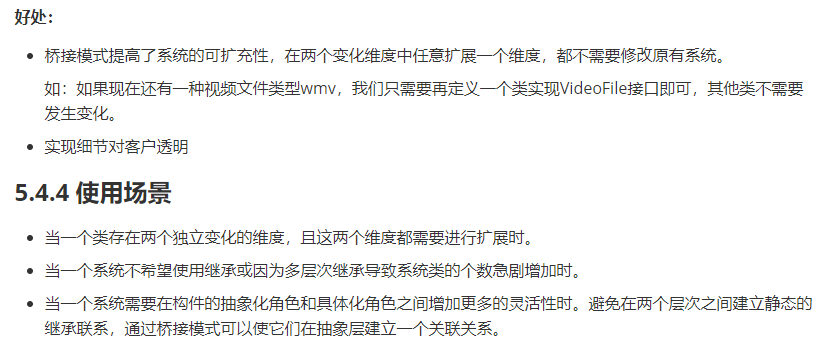 好处：
桥接模式提高了系统的可扩充性，在两个变化维度中任意扩展一个维度，都不需要修改原有系统。
如：如果现在还有一种视频文件类型wmv，我们只需要再定义一个类实现VideoFile接口即可，其他类不需要
发生变化。
实现细节对客户透明
5.4.4 使用场景
当一个类存在两个独立变化的维度，且这两个维度都需要进行扩展时。
当一个系统不希望使用继承或因为多层次继承导致系统类的个数急剧增加时。
当一个系统需要在构件的抽象化角色和具体化角色之间增加更多的灵活性时。避免在两个层次之间建立静态的
继承联系，通过桥接模式可以使它们在抽象层建立一个关联关系。